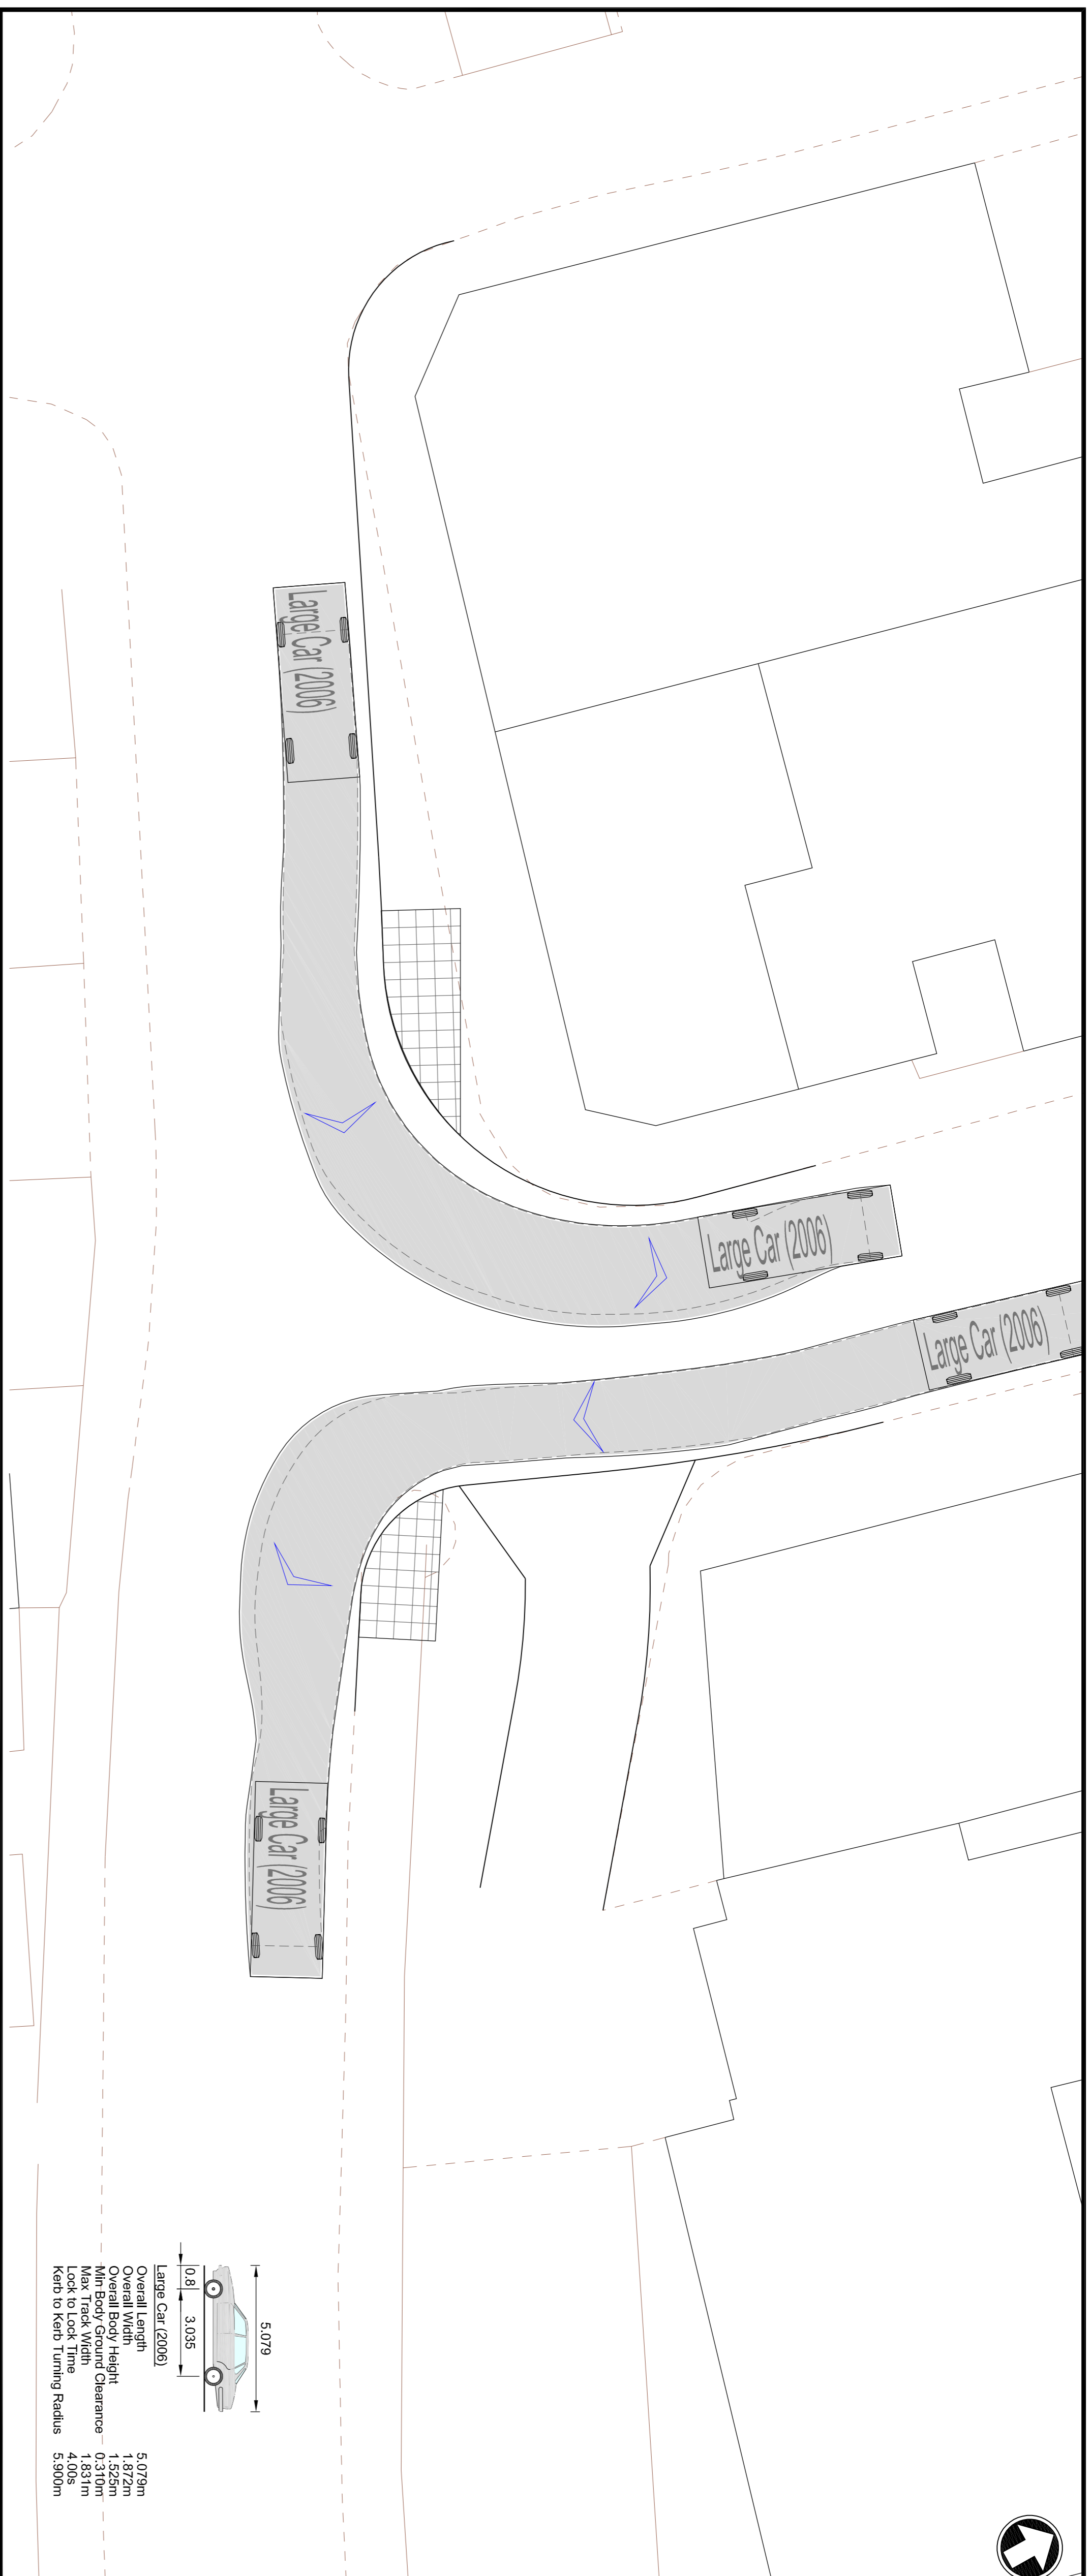 Large Car (2006)
Large Car (2006)
Large Car (2006)
Large Car (2006)
5.079
0.8
3.035
Large Car (2006)
Overall Length 5.079m
Overall Width 1.872m
Overall Body Height 1.525m
Min Body Ground Clearance 0.310m
Max Track Width 1.831m
Lock to Lock Time 4.00s
Kerb to Kerb Turning Radius 5.900m